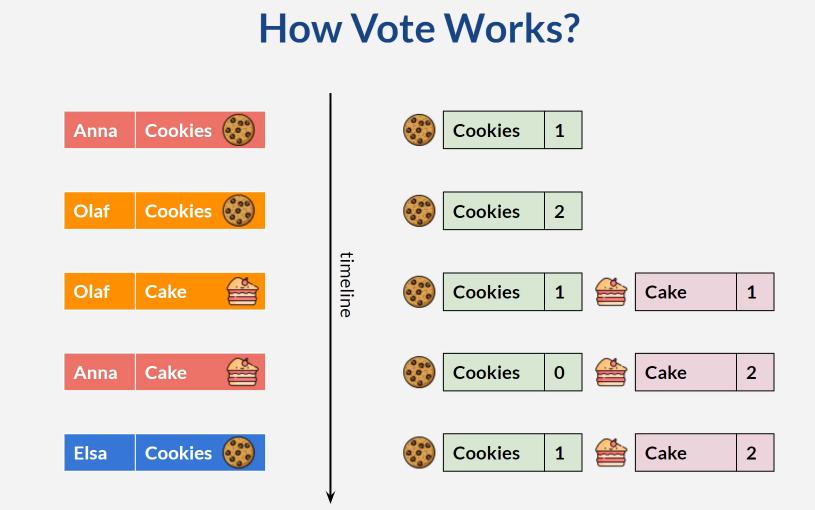 How Vote Works?
Anna Cookies Cookies 1
Olaf Cookies Cookies 2
timeline
Olaf Cake Cookies 1 Cake 1
Anna Cake Cookies 0 Cake 2
Elsa Cookies Cookies 1 Cake 2